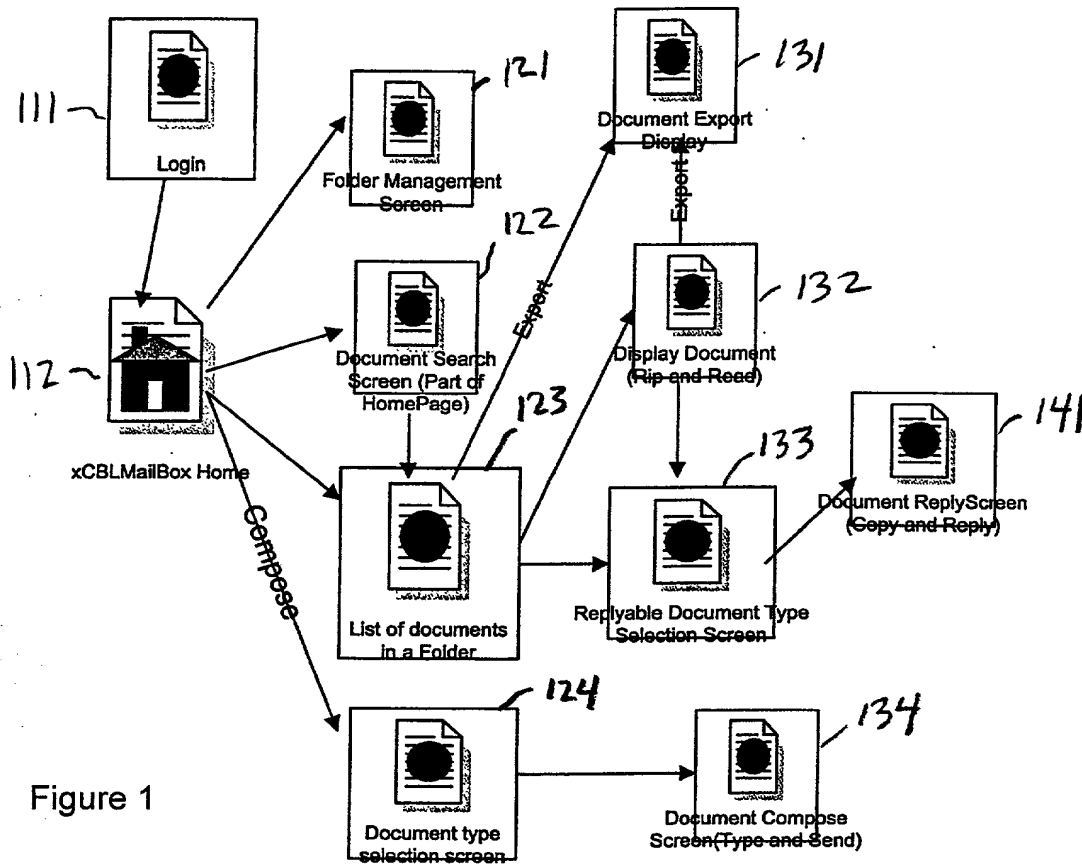 111
Login
121
Folder Management
Screen
131
Document Export
Display
Export
122
Document Search
Screen (Part of
HomePage)
Export
132
Display Document
(Rip and Read)
112
xCBLMailBox Home
123
List of documents
in a Folder
133
Replyable Document Type
Selection Screen
141
Document ReplyScreen
(Copy and Reply)
Compose
124
Document type
selection screen
134
Document Compose
Screen(Type and Send)
Figure 1